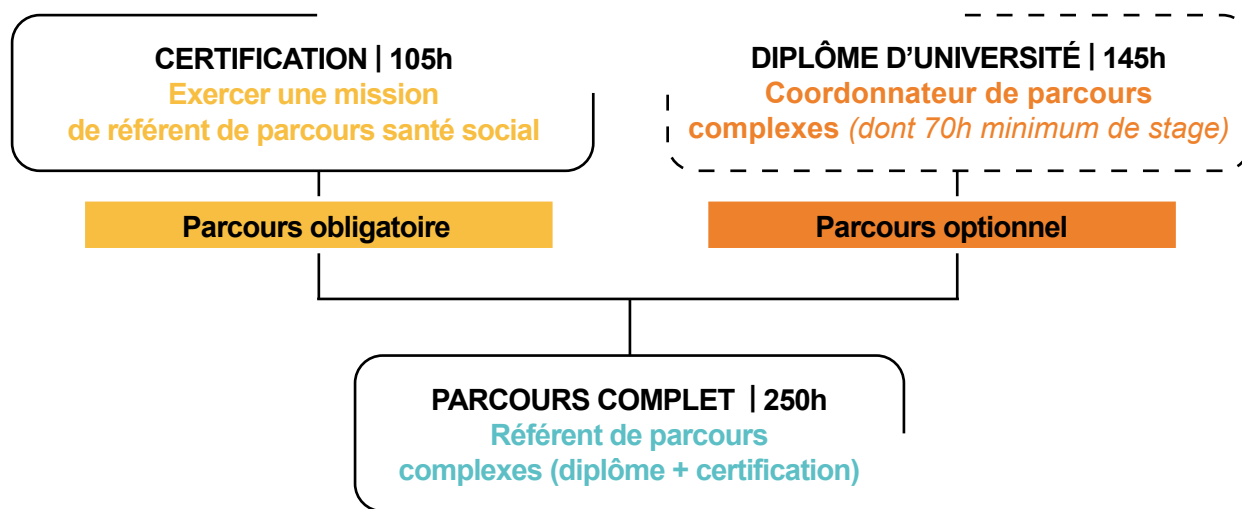 CERTIFICATION | 105h
Exercer une mission
de référent de parcours santé social
Parcours obligatoire
DIPLÔME D’UNIVERSITÉ | 145h
Coordonnateur de parcours
complexes (dont 70h minimum de stage)
Parcours optionnel
PARCOURS COMPLET | 250h
Référent de parcours
complexes (diplôme + certification)